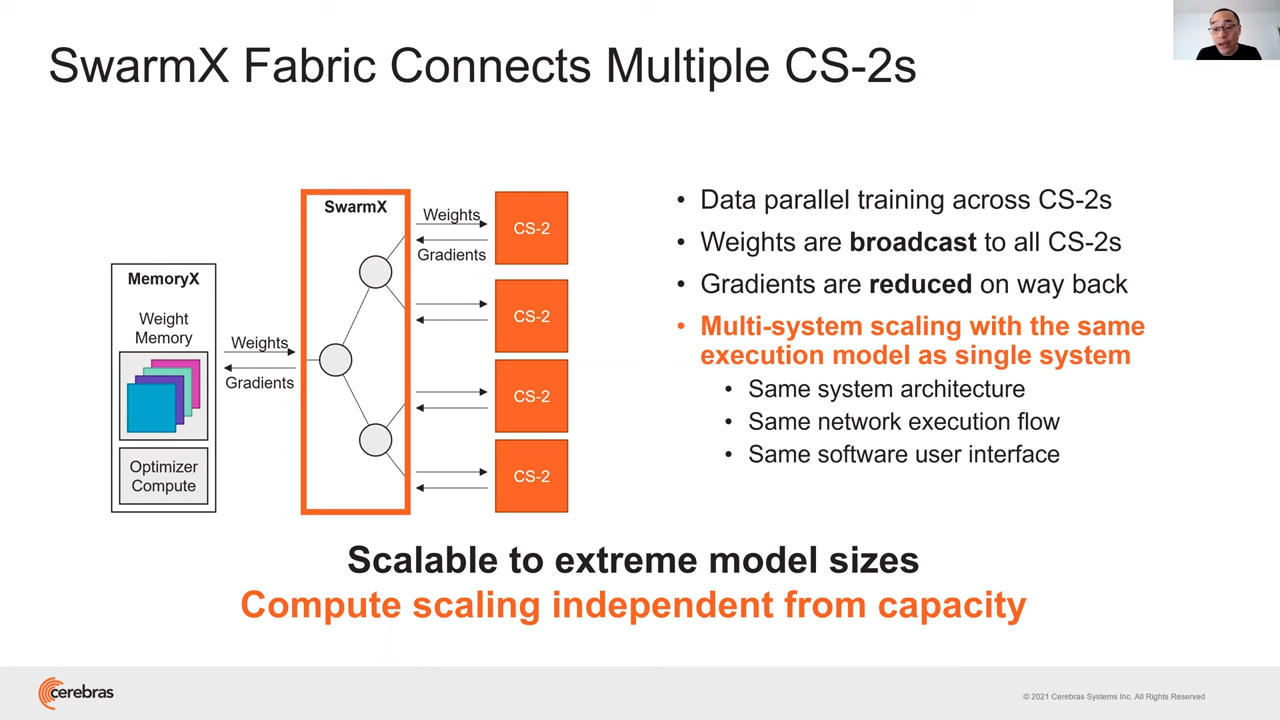 SwarmX Fabric Connects Multiple CS-2s
MemoryX
Weight
Memory
Optimizer
Compute
Weights
Gradients
SwarmX
Weights
Gradients
CS-2
CS-2
CS-2
CS-2
• Data parallel training across CS-2s
• Weights are broadcast to all CS-2s
• Gradients are reduced on way back
• Multi-system scaling with the same
execution model as single system
• Same system architecture
• Same network execution flow
• Same software user interface
Scalable to extreme model sizes
Compute scaling independent from capacity
cerebras
© 2021 Cerebras Systems Inc. All Rights Reserved